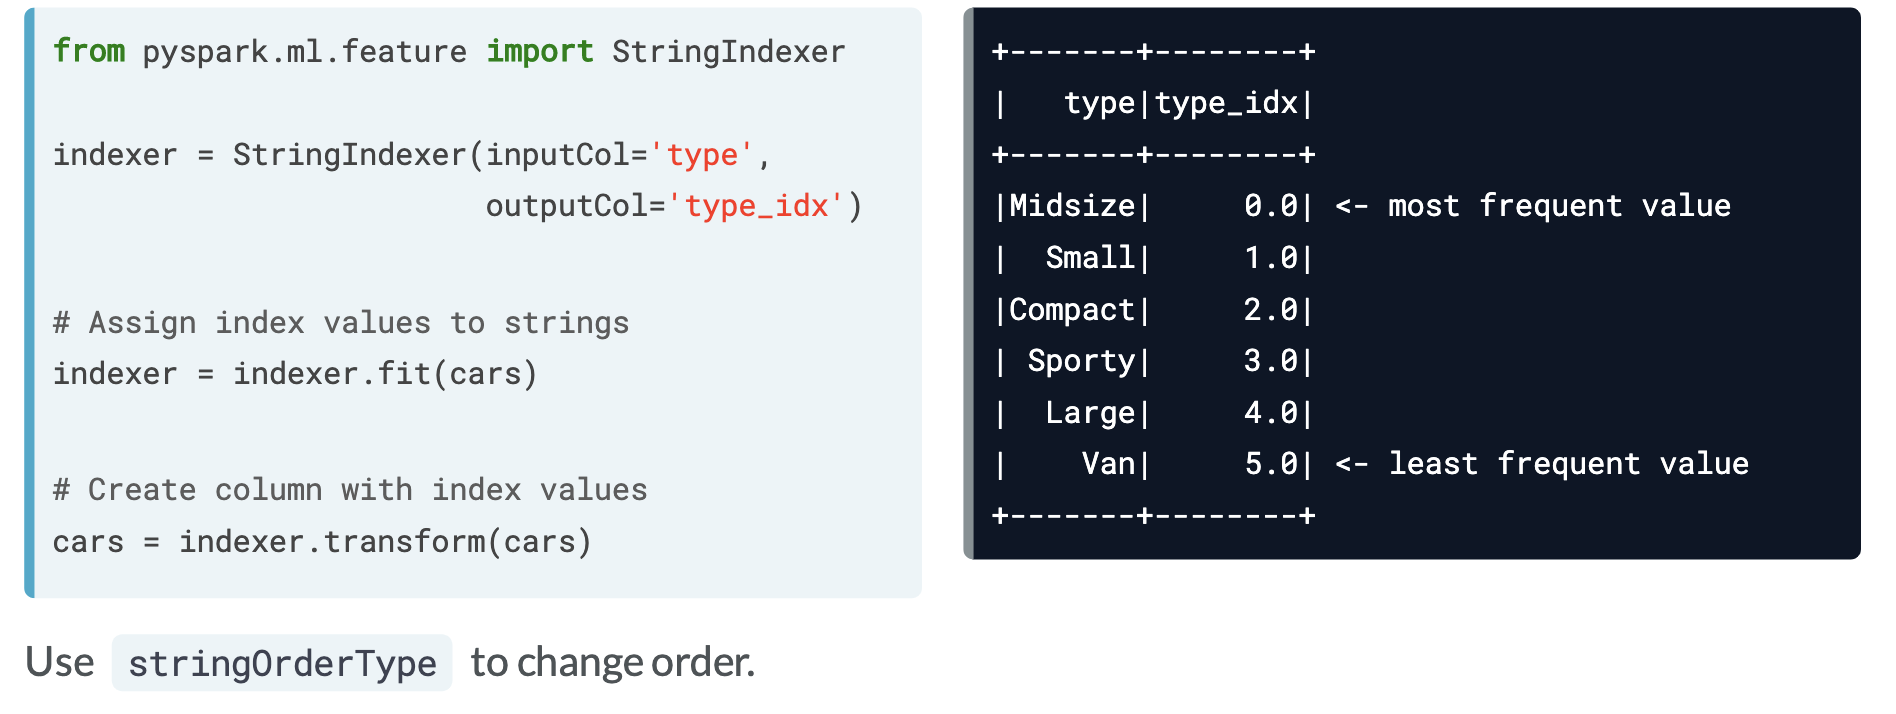 from pyspark.ml.feature import StringIndexer
indexer = StringIndexer(inputCol='type',
                        outputCol='type_idx')
# Assign index values to strings
indexer = indexer.fit(cars)
# Create column with index values
cars = indexer.transform(cars)
+-------+--------+
|   type|type_idx|
+-------+--------+
|Midsize|     0.0| <- most frequent value
|  Small|     1.0|
|Compact|     2.0|
| Sporty|     3.0|
|  Large|     4.0|
|    Van|     5.0| <- least frequent value
+-------+--------+
Use stringOrderType to change order.